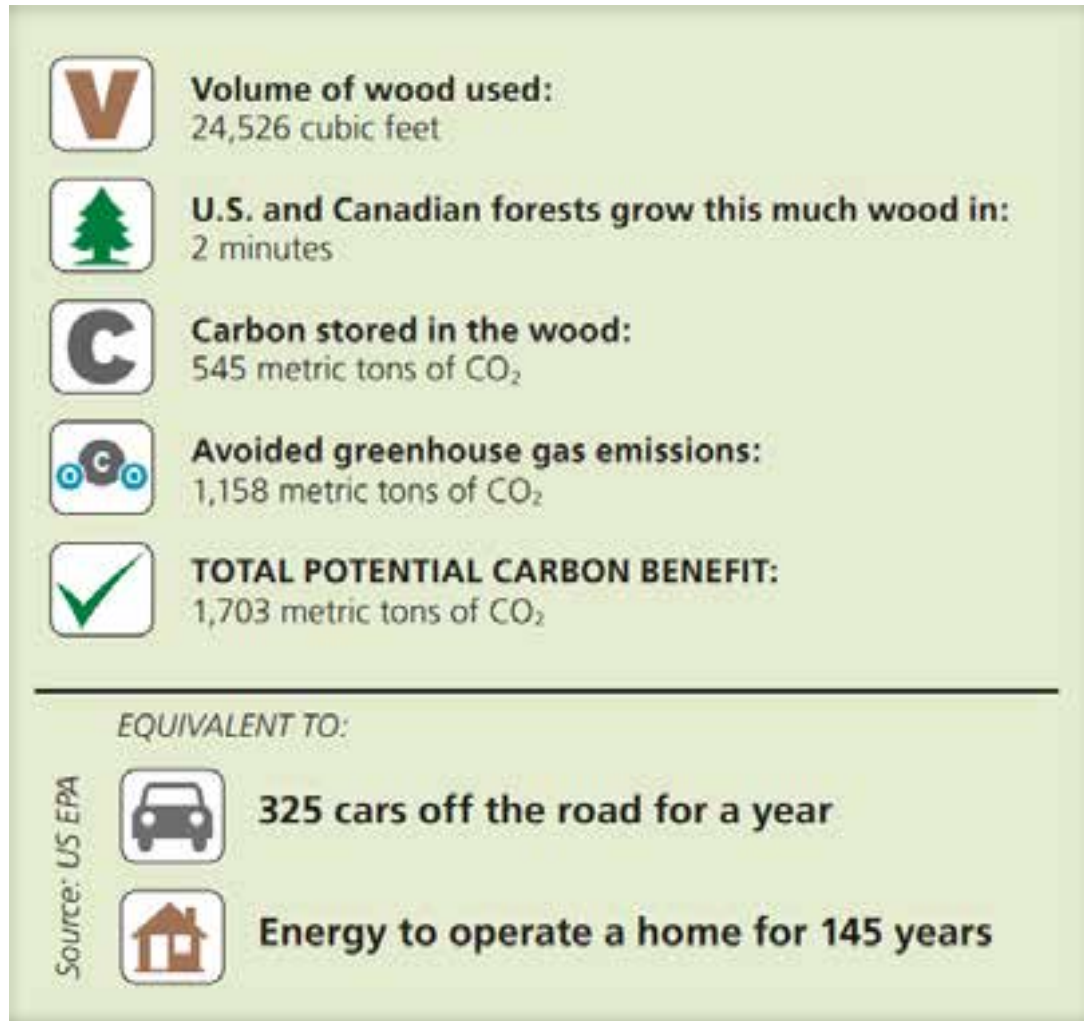 V
Volume of wood used:
24,526 cubic feet
U.S. and Canadian forests grow this much wood in:
2 minutes
C
Carbon stored in the wood:
545 metric tons of CO₂
O C O
Avoided greenhouse gas emissions:
1,158 metric tons of CO₂
TOTAL POTENTIAL CARBON BENEFIT:
1,703 metric tons of CO₂
EQUIVALENT TO:
Source: US EPA
325 cars off the road for a year
Energy to operate a home for 145 years